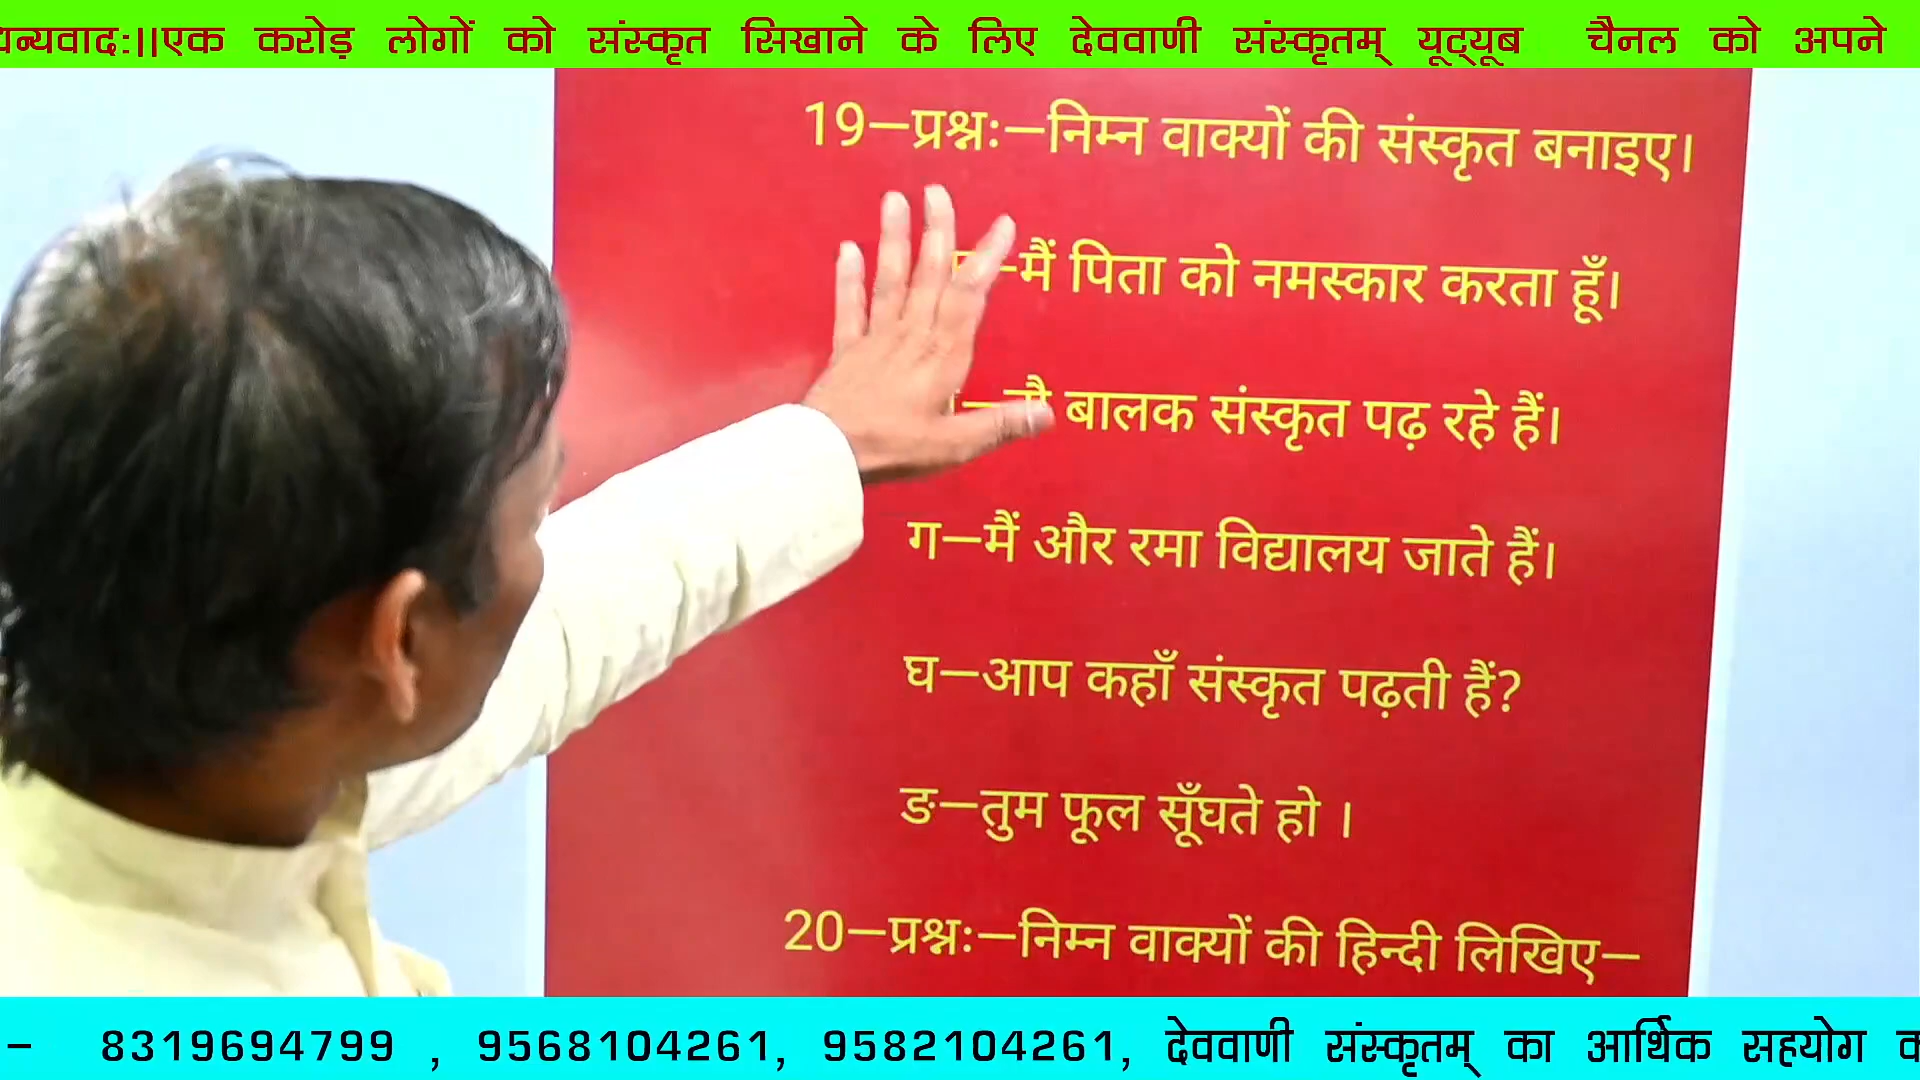 एक करोड़ लोगों को संस्कृत सिखाने के लिए देववाणी संस्कृतम् यूट्यूब चैनल को अपने
19—प्रश्नः—निम्न वाक्यों की संस्कृत बनाइए।
—मैं पिता को नमस्कार करता हूँ।
बालक संस्कृत पढ़ रहे हैं।
ग—मैं और रमा विद्यालय जाते हैं।
घ—आप कहाँ संस्कृत पढ़ती हैं?
ङ—तुम फूल सूँघते हो ।
20—प्रश्नः—निम्न वाक्यों की हिन्दी लिखिए—
- 8319694799 , 9568104261, 9582104261, देववाणी संस्कृतम् का आर्थिक सहयोग